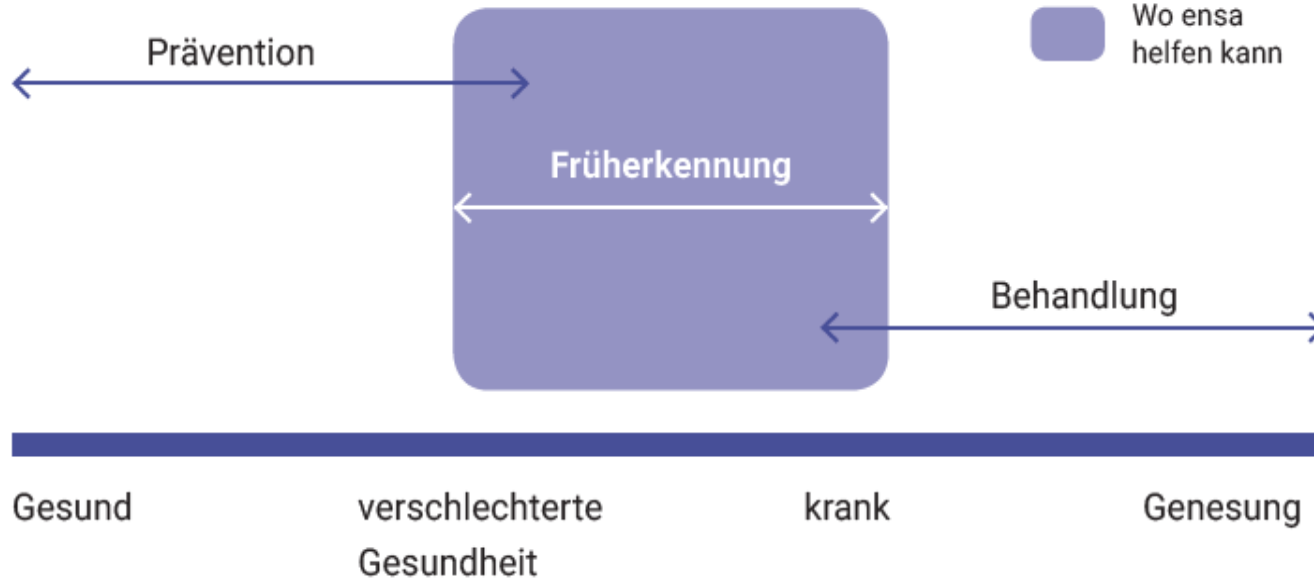 Prävention
Wo ensa
helfen kann
Früherkennung
Behandlung
Gesund
verschlechterte
Gesundheit
krank
Genesung